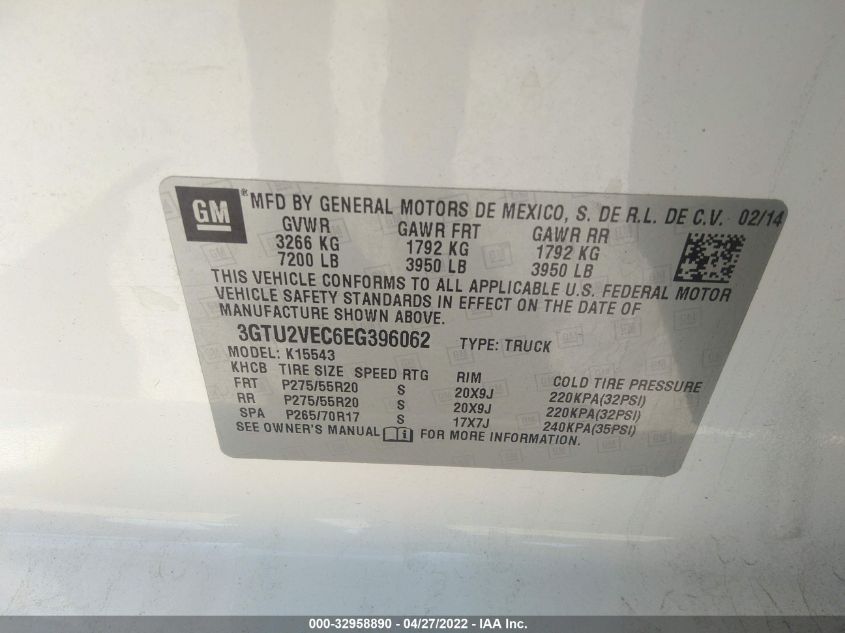 GM ® MFD BY GENERAL MOTORS DE MEXICO, S. DE R.L. DE C.V. 02/14
GVWR GAWR FRT GAWR RR
3266 KG 1792 KG 1792 KG
7200 LB 3950 LB 3950 LB
THIS VEHICLE CONFORMS TO ALL APPLICABLE U.S. FEDERAL MOTOR
VEHICLE SAFETY STANDARDS IN EFFECT ON THE DATE OF
MANUFACTURE SHOWN ABOVE.
3GTU2VEC6EG396062 TYPE: TRUCK
MODEL: K15543
KHCB TIRE SIZE SPEED RTG RIM COLD TIRE PRESSURE
FRT P275/55R20 S 20X9J 220KPA(32PSI)
RR P275/55R20 S 20X9J 220KPA(32PSI)
SPA P265/70R17 S 17X7J 240KPA(35PSI)
SEE OWNER'S MANUAL FOR MORE INFORMATION.
000-32958890 - 04/27/2022 - IAA Inc.